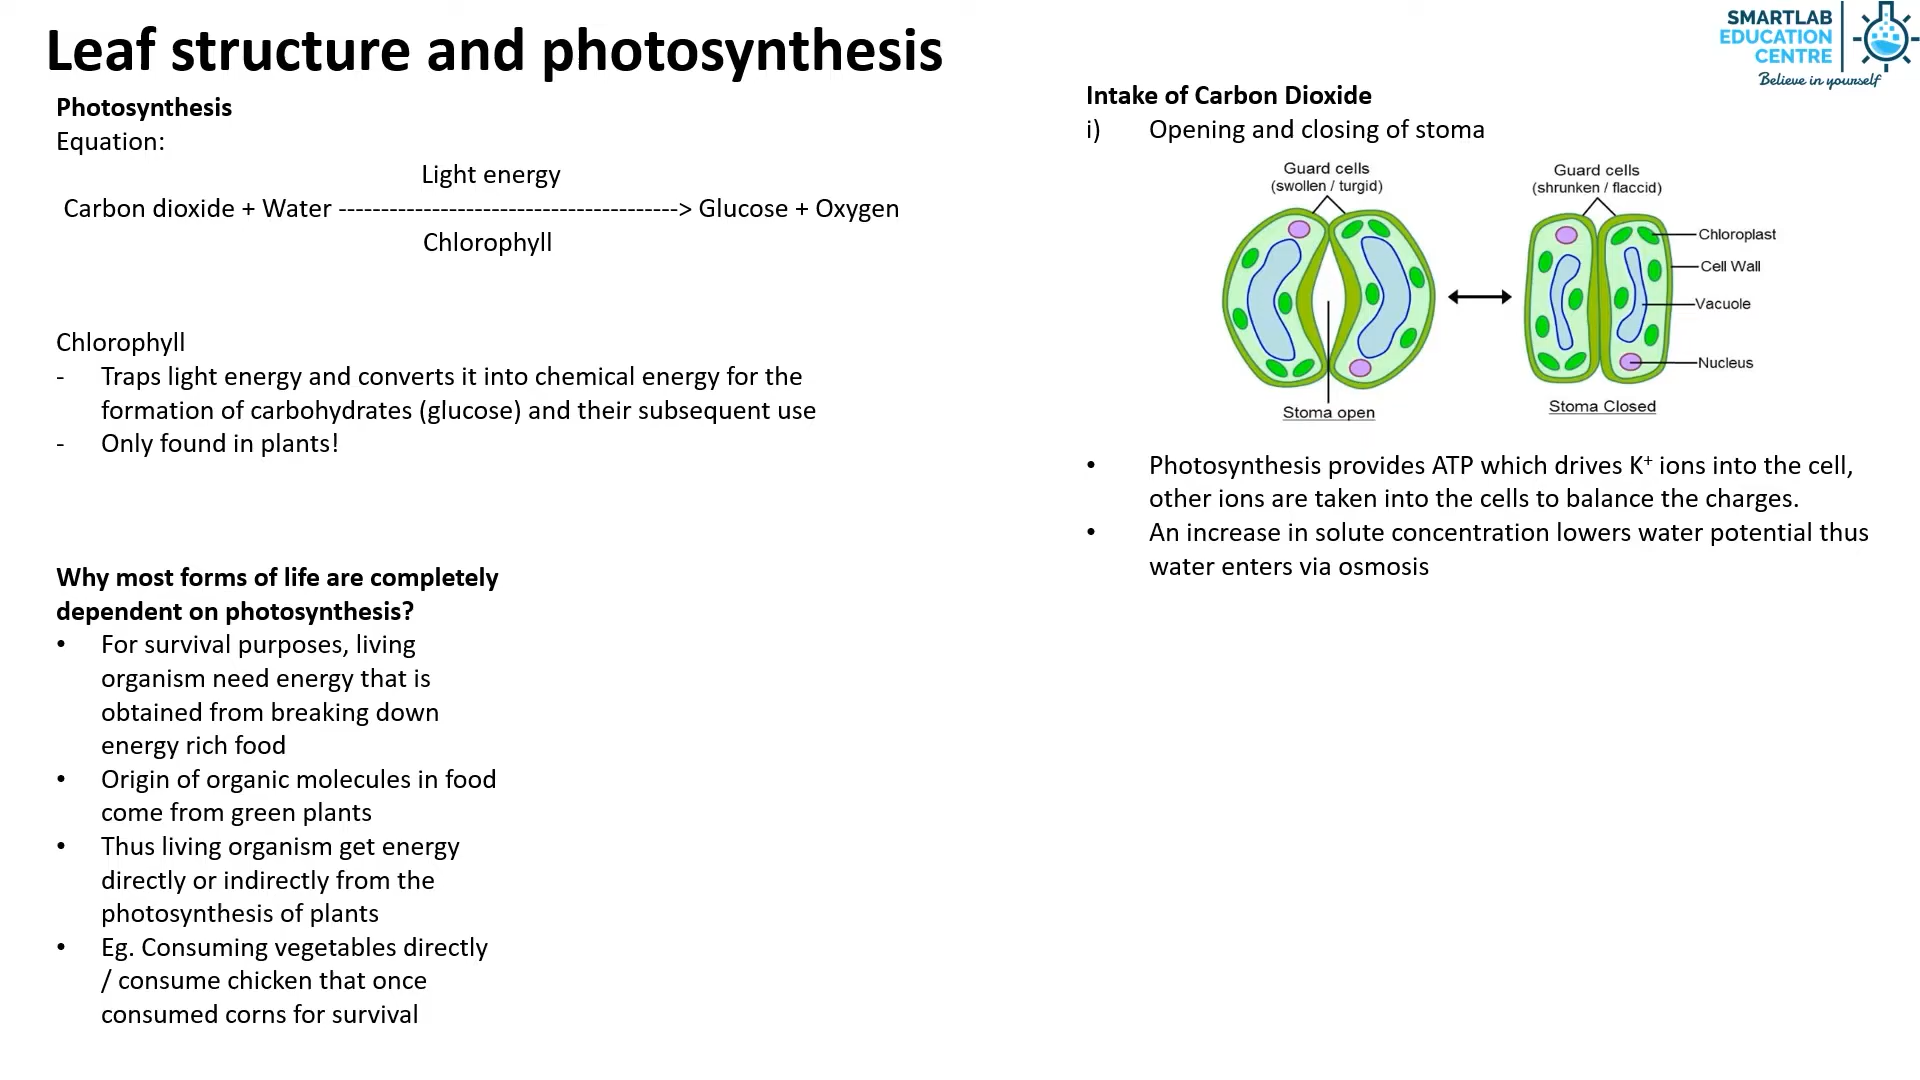 Leaf structure and photosynthesis
SMARTLAB
EDUCATION
CENTRE
Believe in yourself
Photosynthesis
Equation:
Light energy
Carbon dioxide + Water ----------------------------------------> Glucose + Oxygen
Chlorophyll
Chlorophyll
- Traps light energy and converts it into chemical energy for the
formation of carbohydrates (glucose) and their subsequent use
- Only found in plants!
Why most forms of life are completely
dependent on photosynthesis?
• For survival purposes, living
organism need energy that is
obtained from breaking down
energy rich food
• Origin of organic molecules in food
come from green plants
• Thus living organism get energy
directly or indirectly from the
photosynthesis of plants
• Eg. Consuming vegetables directly
/ consume chicken that once
consumed corns for survival
Intake of Carbon Dioxide
i) Opening and closing of stoma
Guard cells
(swollen / turgid)
Stoma open
Guard cells
(shrunken / flaccid)
Chloroplast
Cell Wall
Vacuole
Nucleus
Stoma Closed
• Photosynthesis provides ATP which drives K⁺ ions into the cell,
other ions are taken into the cells to balance the charges.
• An increase in solute concentration lowers water potential thus
water enters via osmosis